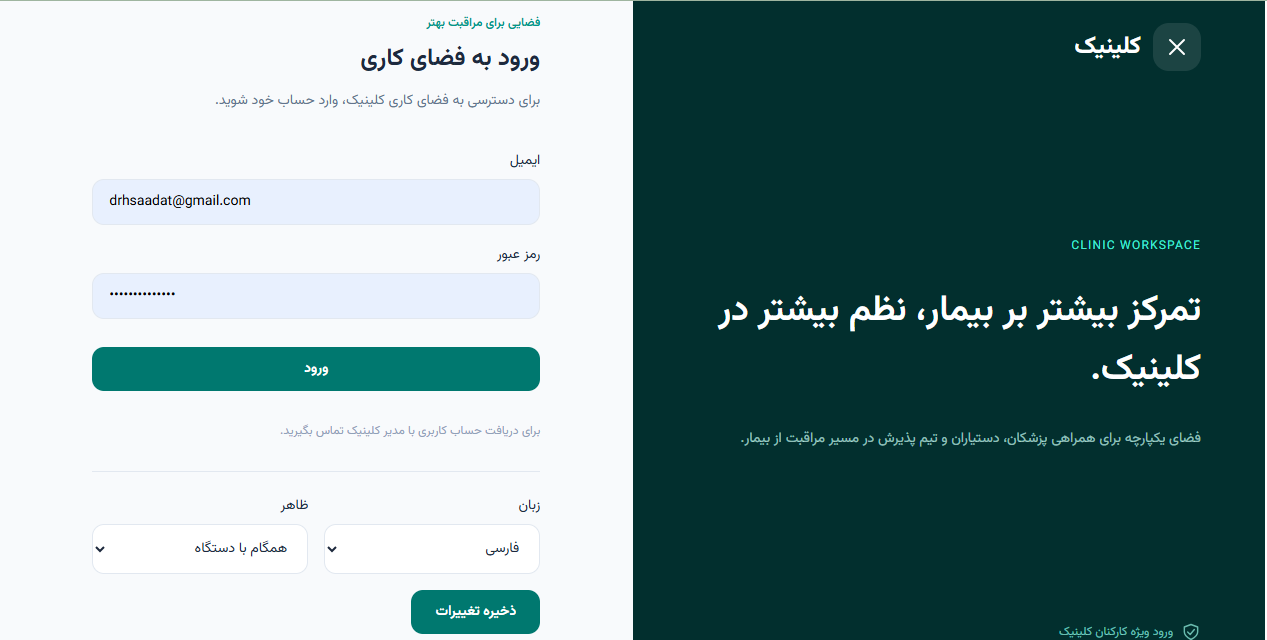 کلینیک
CLINIC WORKSPACE
تمرکز بیشتر بر بیمار، نظم بیشتر در
کلینیک.
فضای یکپارچه برای همراهی پزشکان، دستیاران و تیم پذیرش در مسیر مراقبت از بیمار.
ورود ویژه کارکنان کلینیک
فضایی برای مراقبت بهتر
ورود به فضای کاری
برای دسترسی به فضای کاری کلینیک، وارد حساب خود شوید.
ایمیل
drhsaadat@gmail.com
رمز عبور
••••••••••••••
ورود
برای دریافت حساب کاربری با مدیر کلینیک تماس بگیرید.
زبان
فارسی
ظاهر
همگام با دستگاه
ذخیره تغییرات